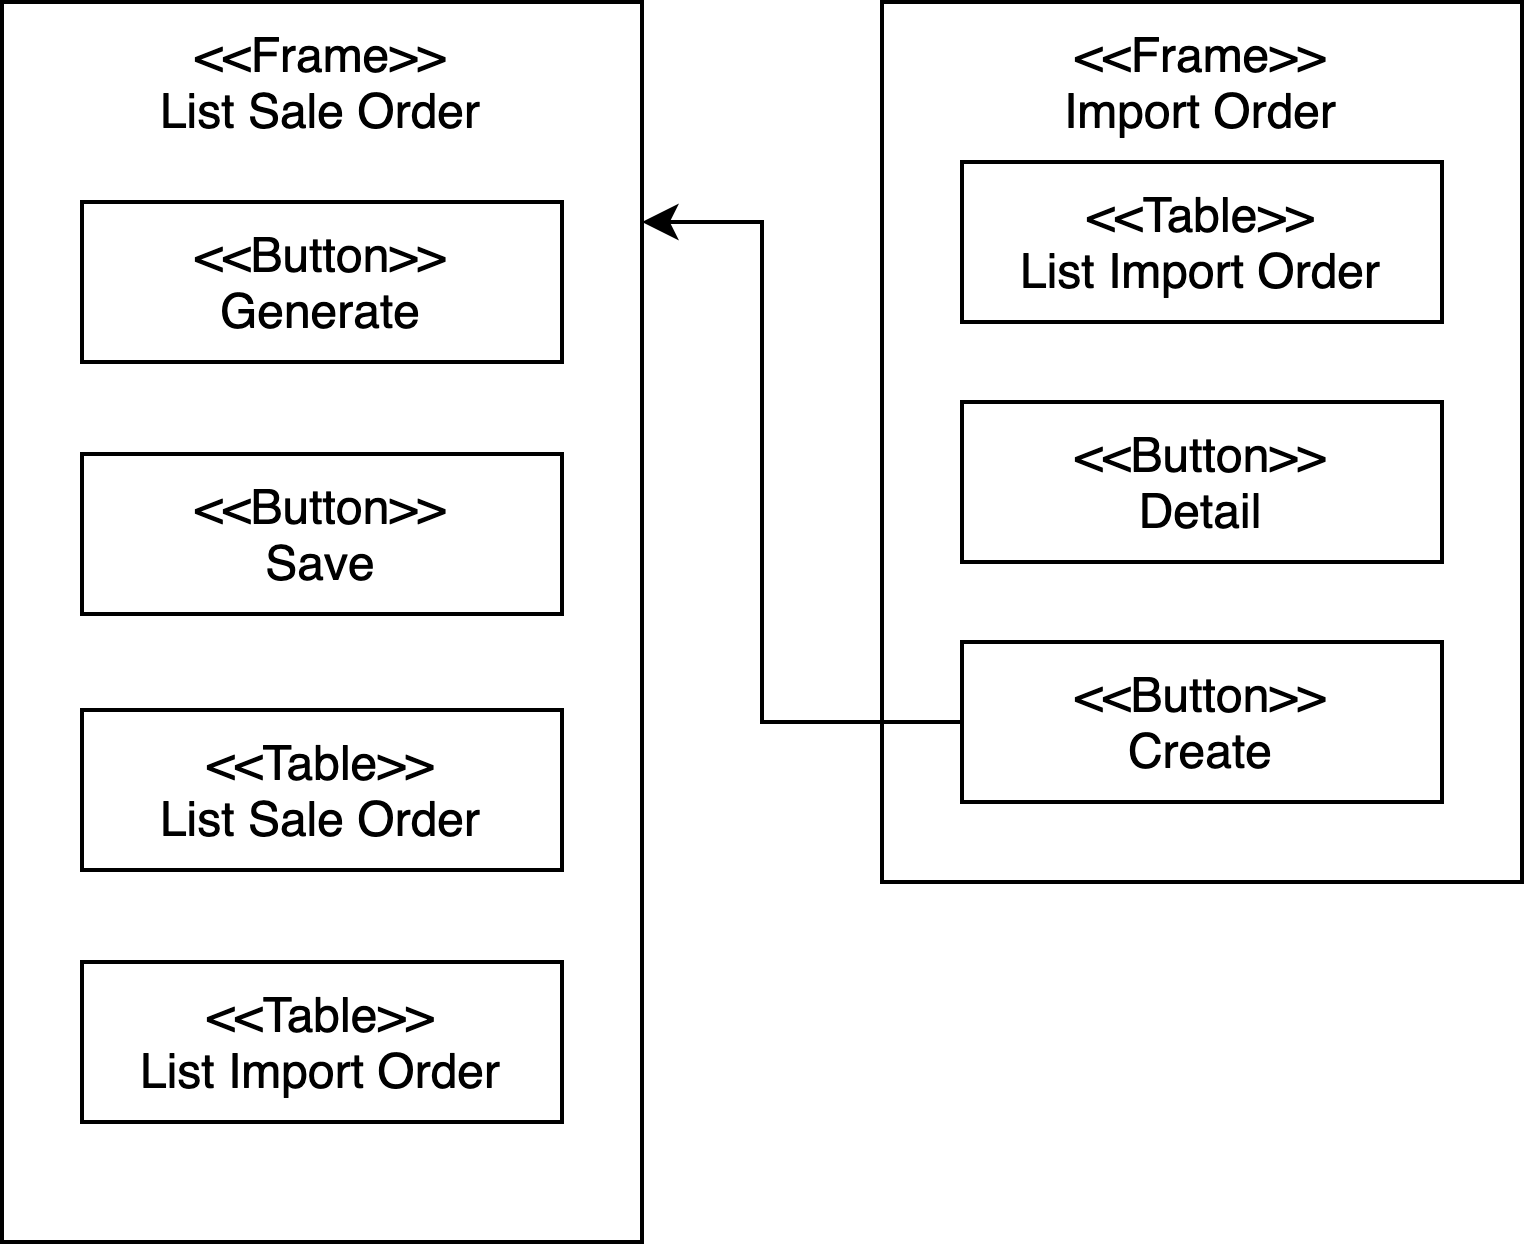 <<Frame>>
List Sale Order
<<Button>>
Generate
<<Button>>
Save
<<Table>>
List Sale Order
<<Table>>
List Import Order
<<Frame>>
Import Order
<<Table>>
List Import Order
<<Button>>
Detail
<<Button>>
Create